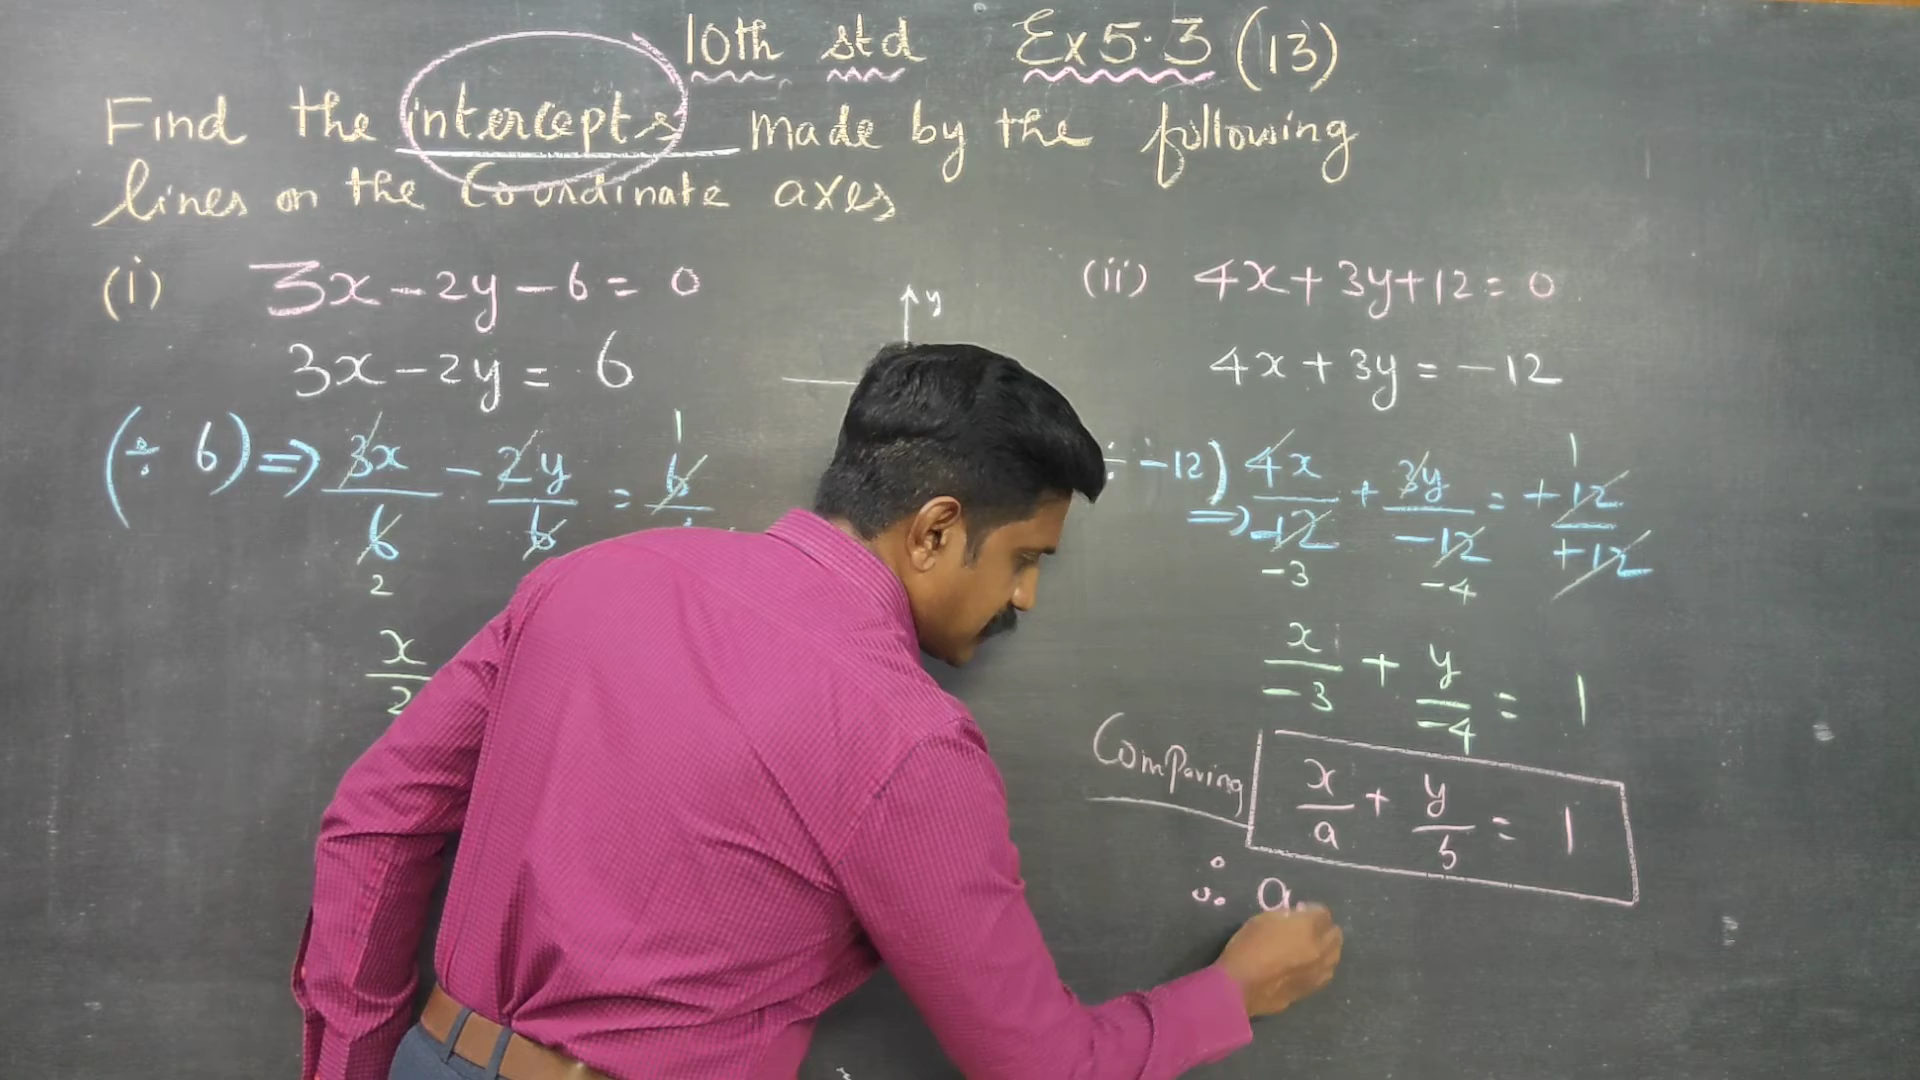 10th std Ex 5.3 (13)
Find the intercepts made by the following
lines on the Coordinate axes
(i) 3x - 2y - 6 = 0
3x - 2y = 6
(÷ 6) ⇒ 3x/6 - 2y/6 = 6/
1
2
x/2
y
(ii) 4x + 3y + 12 = 0
4x + 3y = -12
÷ -12) ⇒ 4x/-12 + 3y/-12 = +12/+12
1
-3 -4
x/-3 + y/-4 = 1
Comparing x/a + y/b = 1
∴ a